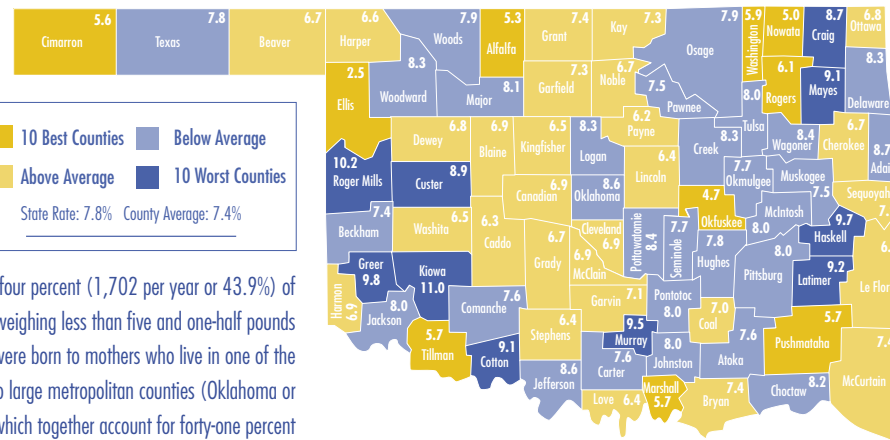 5.6 7.8 6.7 6.6 7.9 5.3 7.4 7.3 7.9 5.9 5.0 8.7 6.8
Cimarron Texas Beaver Harper Woods Alfalfa Grant Kay Osage Washington Nowata Craig Ottawa
2.5 8.3 8.1 7.3 6.7 7.5 8.0 6.1 9.1 8.3
Ellis Woodward Major Garfield Noble Pawnee Tulsa Rogers Mayes Delaware
10 Best Counties Below Average
Above Average 10 Worst Counties
State Rate: 7.8% County Average: 7.4%
6.8 6.9 6.5 8.3 6.2 8.3 8.4 6.7 8.7
Dewey Blaine Kingfisher Logan Payne Creek Wagoner Cherokee
10.2 8.9 6.9 8.6 6.4 4.7 7.7 7.5
Roger Mills Custer Canadian Oklahoma Lincoln Okfuskee Okmulgee Muskogee Sequoyah
7.4 6.5 6.3 6.9 8.4 7.7 8.0 9.7
Beckham Washita Caddo Cleveland Pottawatomie Seminole McIntosh Haskell
9.8 11.0 6.7 6.9 7.8 8.0 9.2
Greer Kiowa Grady McClain Hughes Pittsburg Latimer
6.9 8.0 7.6 7.1 8.0 7.0 5.7
Harmon Jackson Comanche Garvin Pontotoc Coal Pushmataha
5.7 9.1 6.4 9.5 8.0 7.6
Tillman Cotton Stephens Murray Johnston Atoka McCurtain
8.6 7.6 5.7 7.4 8.2
Jefferson Carter Marshall Bryan Choctaw
Love 6.4
four percent (1,702 per year or 43.9%) of
weighing less than five and one-half pounds
were born to mothers who live in one of the
large metropolitan counties (Oklahoma or
which together account for forty-one percent